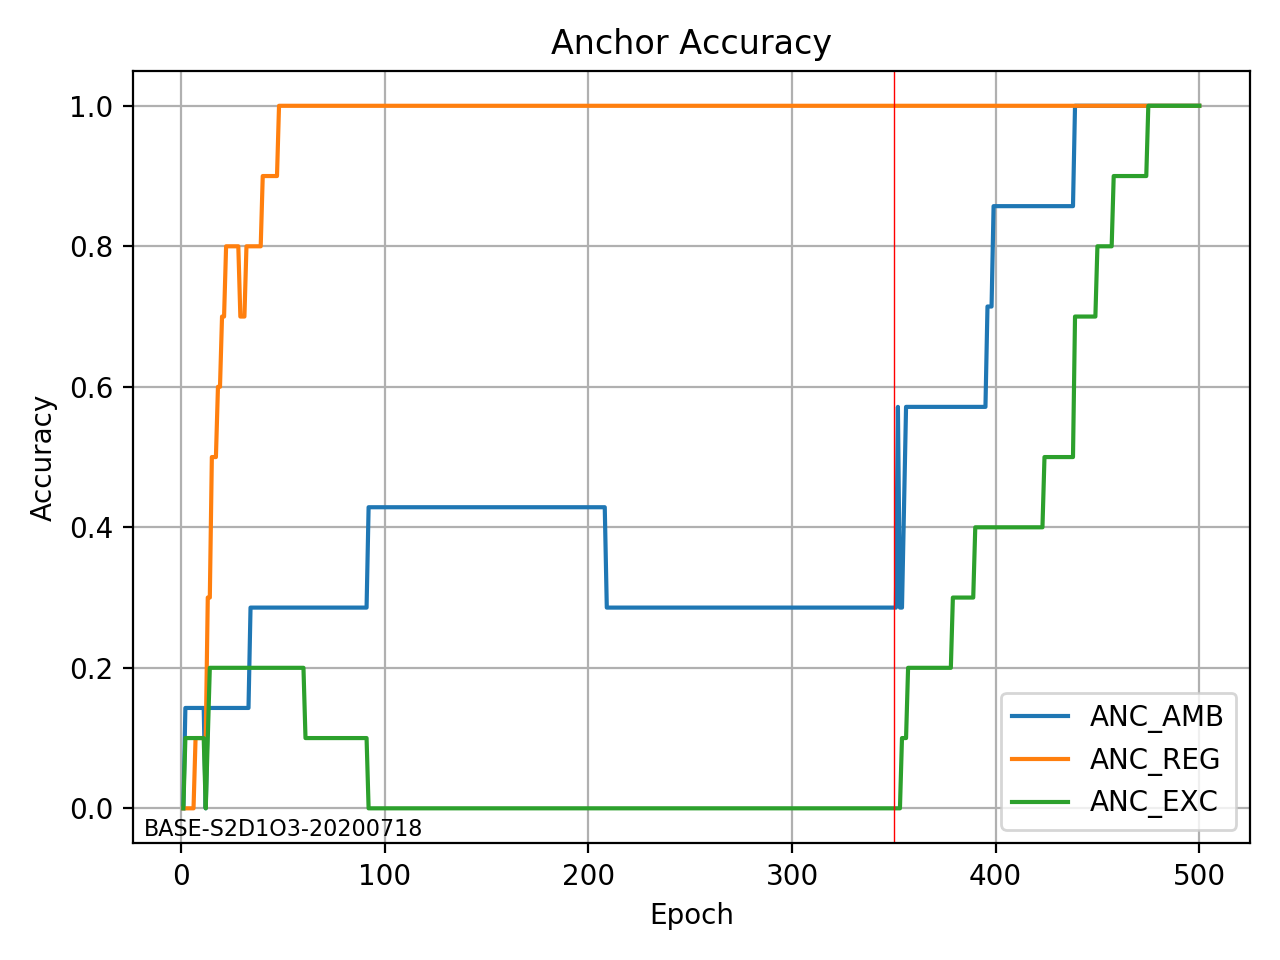 Anchor Accuracy
1.0
0.8
0.6
0.4
0.2
0.0
Accuracy
ANC_AMB
ANC_REG
ANC_EXC
BASE-S2D1O3-20200718
0 100 200 300 400 500
Epoch